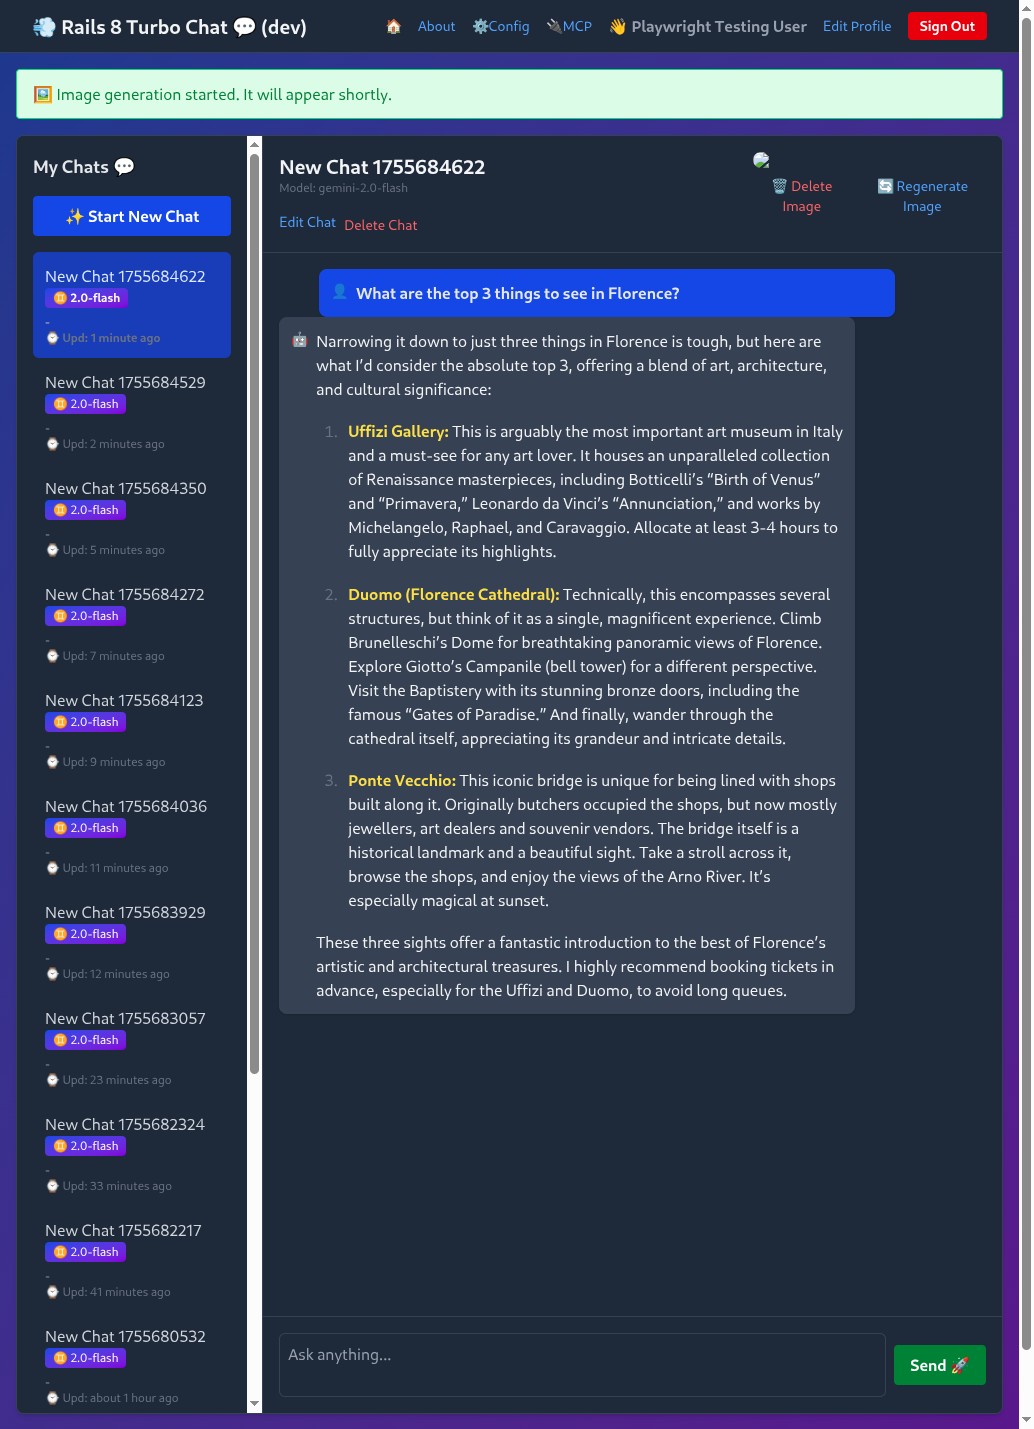 Rails 8 Turbo Chat 💬 (dev)
🏠 About ⚙️Config 🔌MCP 👋 Playwright Testing User Edit Profile Sign Out
🖼️ Image generation started. It will appear shortly.
My Chats 💬
✨ Start New Chat
New Chat 1755684622
♊ 2.0-flash
-
⌚ Upd: 1 minute ago
New Chat 1755684529
♊ 2.0-flash
-
⌚ Upd: 2 minutes ago
New Chat 1755684350
♊ 2.0-flash
-
⌚ Upd: 5 minutes ago
New Chat 1755684272
♊ 2.0-flash
-
⌚ Upd: 7 minutes ago
New Chat 1755684123
♊ 2.0-flash
-
⌚ Upd: 9 minutes ago
New Chat 1755684036
♊ 2.0-flash
-
⌚ Upd: 11 minutes ago
New Chat 1755683929
♊ 2.0-flash
-
⌚ Upd: 12 minutes ago
New Chat 1755683057
♊ 2.0-flash
-
⌚ Upd: 23 minutes ago
New Chat 1755682324
♊ 2.0-flash
-
⌚ Upd: 33 minutes ago
New Chat 1755682217
♊ 2.0-flash
-
⌚ Upd: 41 minutes ago
New Chat 1755680532
♊ 2.0-flash
-
⌚ Upd: about 1 hour ago
New Chat 1755684622
Model: gemini-2.0-flash
Edit Chat Delete Chat
🗑️ Delete
Image
🔄 Regenerate
Image
👤 What are the top 3 things to see in Florence?
🤖 Narrowing it down to just three things in Florence is tough, but here are
what I’d consider the absolute top 3, offering a blend of art, architecture,
and cultural significance:
1. Uffizi Gallery: This is arguably the most important art museum in Italy
and a must-see for any art lover. It houses an unparalleled collection
of Renaissance masterpieces, including Botticelli’s “Birth of Venus”
and “Primavera,” Leonardo da Vinci’s “Annunciation,” and works by
Michelangelo, Raphael, and Caravaggio. Allocate at least 3-4 hours to
fully appreciate its highlights.
2. Duomo (Florence Cathedral): Technically, this encompasses several
structures, but think of it as a single, magnificent experience. Climb
Brunelleschi’s Dome for breathtaking panoramic views of Florence.
Explore Giotto’s Campanile (bell tower) for a different perspective.
Visit the Baptistery with its stunning bronze doors, including the
famous “Gates of Paradise.” And finally, wander through the
cathedral itself, appreciating its grandeur and intricate details.
3. Ponte Vecchio: This iconic bridge is unique for being lined with shops
built along it. Originally butchers occupied the shops, but now mostly
jewellers, art dealers and souvenir vendors. The bridge itself is a
historical landmark and a beautiful sight. Take a stroll across it,
browse the shops, and enjoy the views of the Arno River. It’s
especially magical at sunset.
These three sights offer a fantastic introduction to the best of Florence’s
artistic and architectural treasures. I highly recommend booking tickets in
advance, especially for the Uffizi and Duomo, to avoid long queues.
Ask anything...
Send 🚀